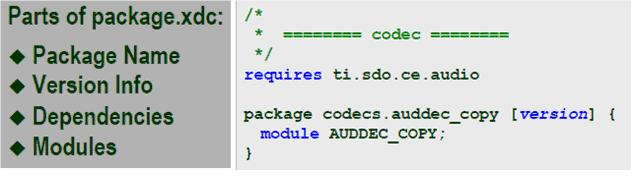 Parts of package.xdc:
◆ Package Name
◆ Version Info
◆ Dependencies
◆ Modules
/*
 *  ======== codec ========
 */
requires ti.sdo.ce.audio
package codecs.auddec_copy [version] {
  module AUDDEC_COPY;
}